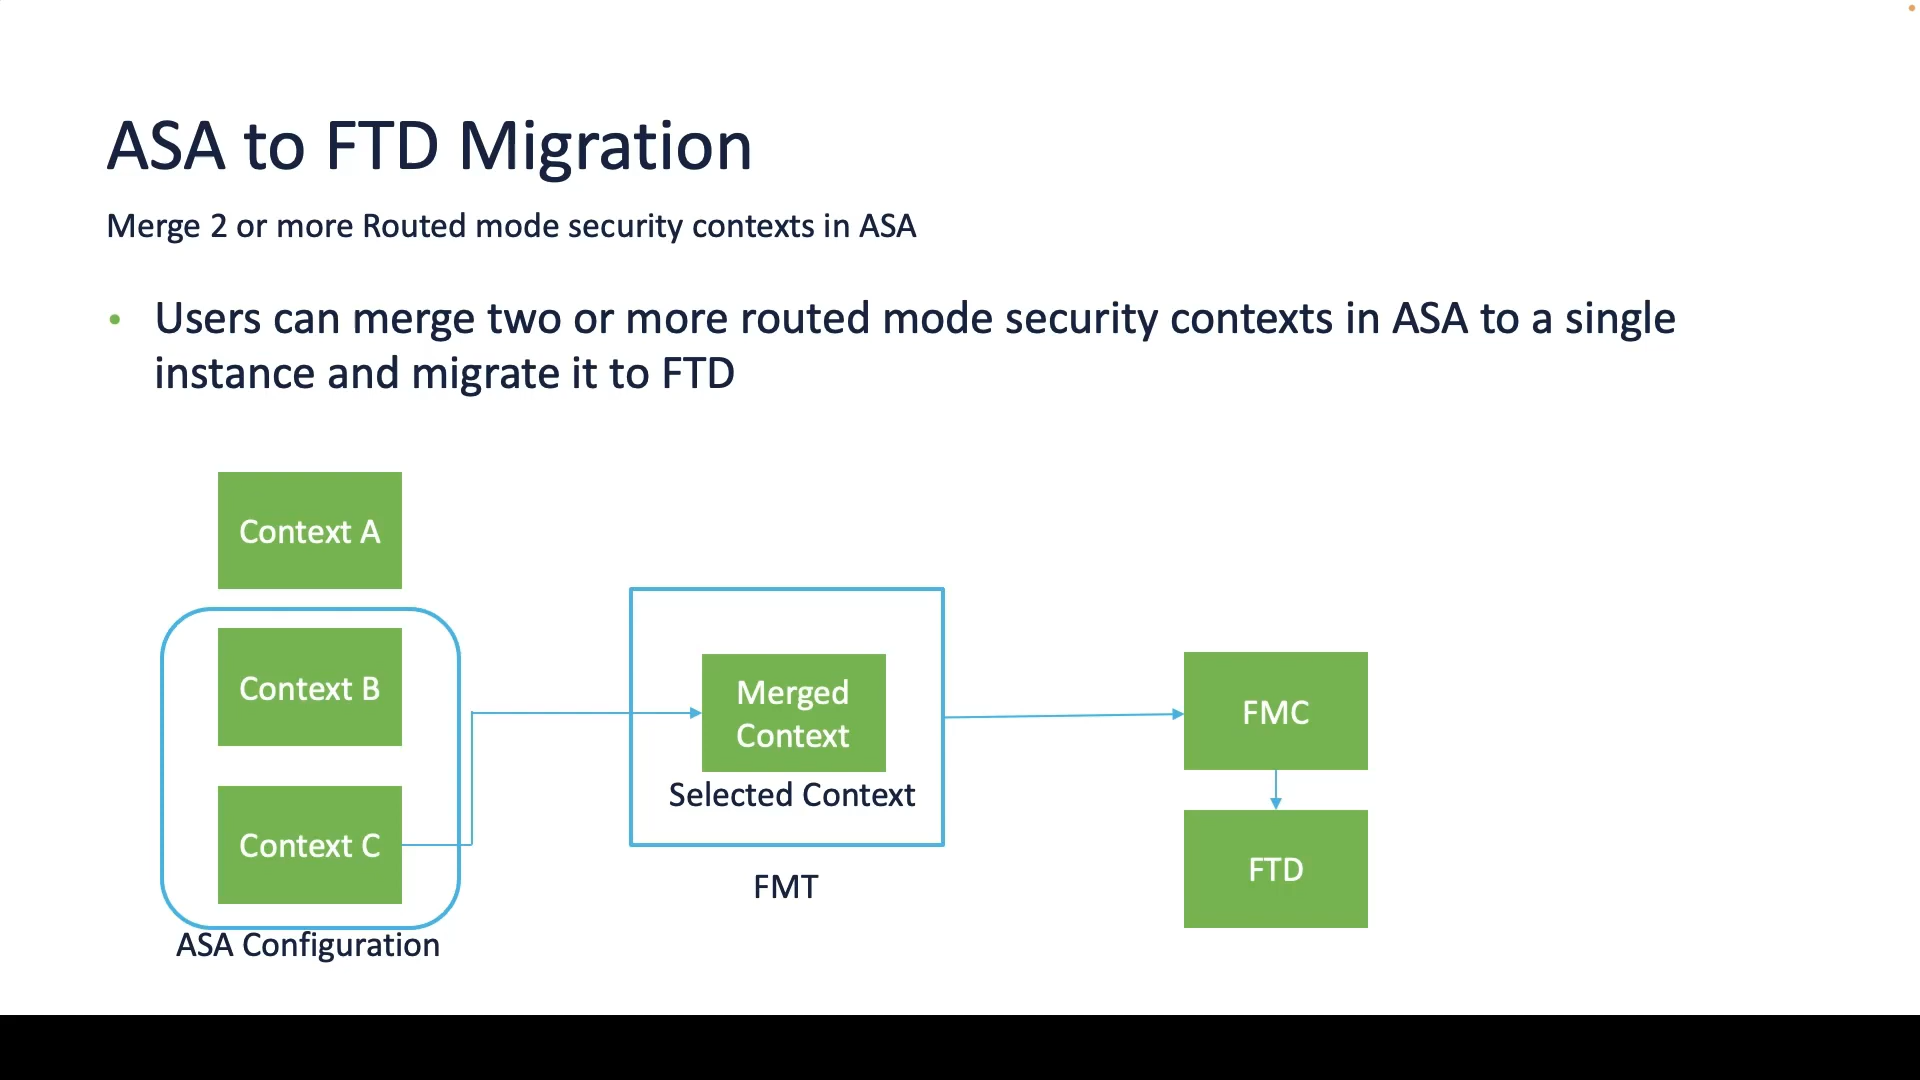 ASA to FTD Migration
Merge 2 or more Routed mode security contexts in ASA
• Users can merge two or more routed mode security contexts in ASA to a single
instance and migrate it to FTD
Context A
Context B
Context C
ASA Configuration
Merged
Context
Selected Context
FMT
FMC
FTD